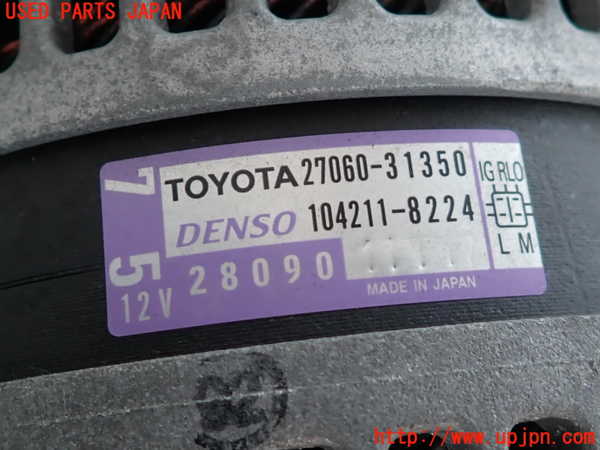 USED PARTS JAPAN
7
5
12V
TOYOTA 27060-31350
DENSO 104211-8224
28090
MADE IN JAPAN
IG RLO
L M
http://www.upjpn.com/